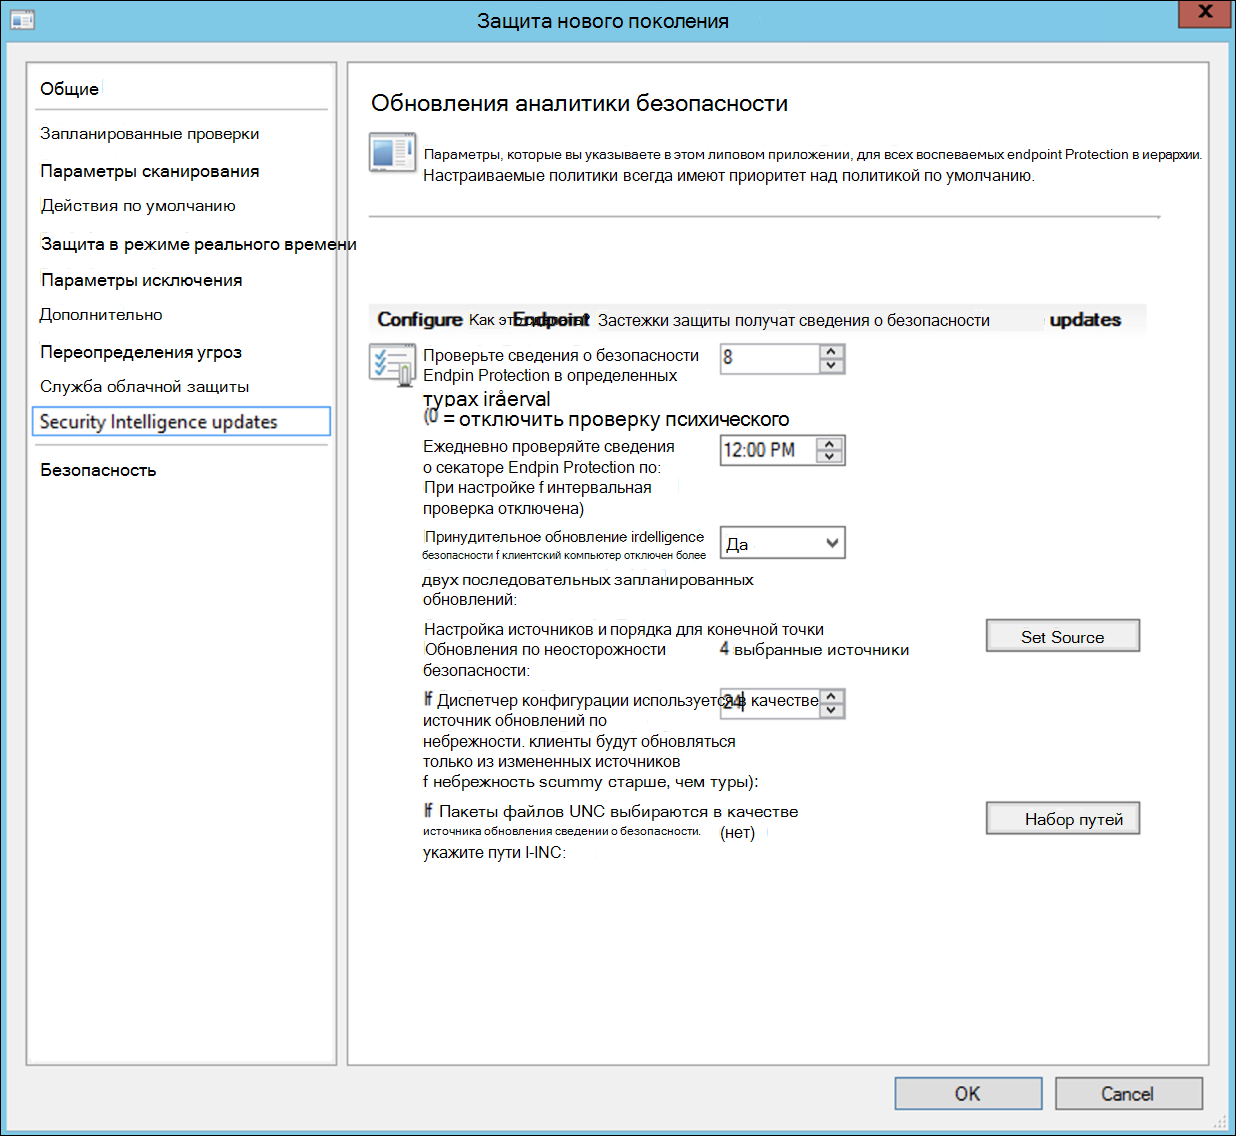 Защита нового поколения
X
Общие
Запланированные проверки
Параметры сканирования
Действия по умолчанию
Защита в режиме реального времени
Параметры исключения
Дополнительно
Переопределения угроз
Служба облачной защиты
Security Intelligence updates
Безопасность
Обновления аналитики безопасности
Параметры, которые вы указываете в этом липовом приложении, для всех воспеваемых endpoint Protection в иерархии.
Настраиваемые политики всегда имеют приоритет над политикой по умолчанию.
Configure Как Endpoint Застежки защиты получат сведения о безопасности updates
Проверьте сведения о безопасности 8
Endpin Protection в определенных
турах iråerval
(0 = отключить проверку психического
Ежедневно проверяйте сведения 12:00 PM
о секаторе Endpin Protection по:
При настройке f интервальная
проверка отключена)
Принудительное обновление irdelligence Да
безопасности f клиентский компьютер отключен более
двух последовательных запланированных
обновлений:
Настройка источников и порядка для конечной точки Set Source
Обновления по неосторожности 4 выбранные источники
безопасности:
If Диспетчер конфигурации используется в качестве 24
источник обновлений по
небрежности. клиенты будут обновляться
только из измененных источников
f небрежность scummy старше, чем туры):
If Пакеты файлов UNC выбираются в качестве Набор путей
источника обновления сведении о безопасности. (нет)
укажите пути I-INC:
OK Cancel